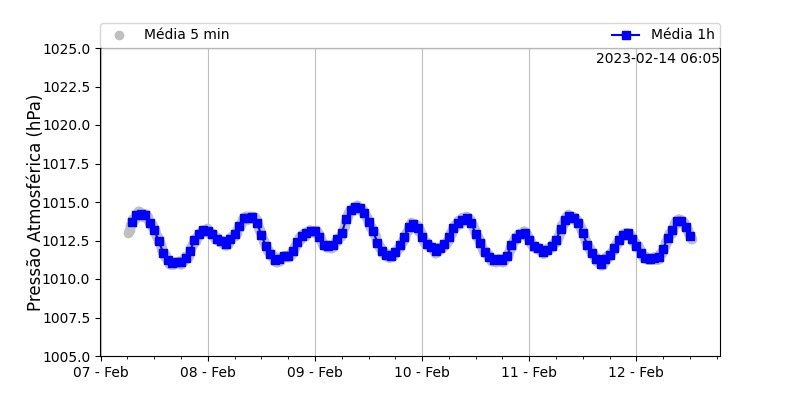 Média 5 min
Média 1h
2023-02-14 06:05
Pressão Atmosférica (hPa)
1025.0
1022.5
1020.0
1017.5
1015.0
1012.5
1010.0
1007.5
1005.0
07 - Feb
08 - Feb
09 - Feb
10 - Feb
11 - Feb
12 - Feb